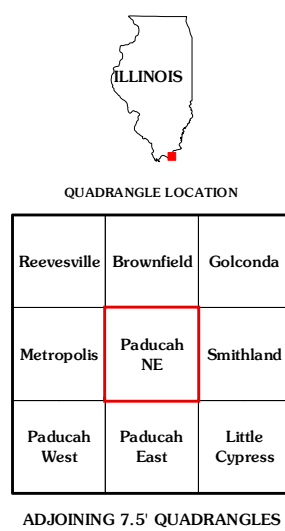 ILLINOIS
QUADRANGLE LOCATION
Reevesville Brownfield Golconda
Metropolis Paducah NE Smithland
Paducah West Paducah East Little Cypress
ADJOINING 7.5' QUADRANGLES